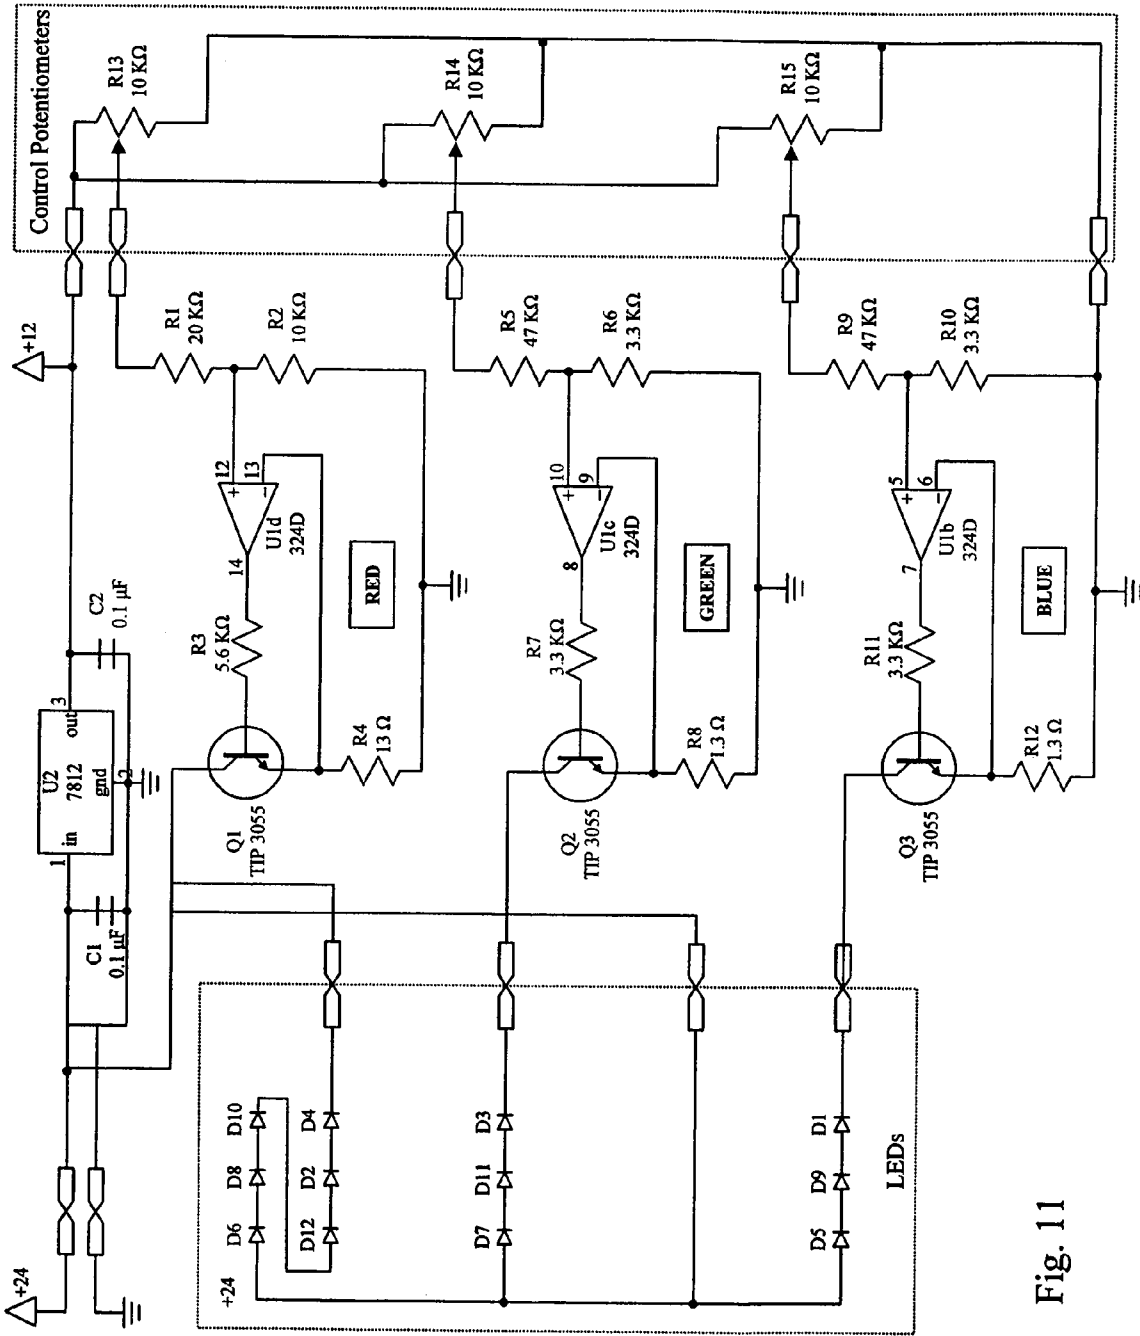 Control Potentiometers
R13
10 KΩ
R14
10 KΩ
R15
10 KΩ
+12
R1
20 KΩ
R2
10 KΩ
R5
47 KΩ
R6
3.3 KΩ
R9
47 KΩ
R10
3.3 KΩ
12
+
13
−
U1d
324D
14
10
+
9
−
U1c
324D
8
5
+
6
−
U1b
324D
7
RED
GREEN
BLUE
C2
0.1 µF
R3
5.6 KΩ
R7
3.3 KΩ
R11
3.3 KΩ
U2
7812
in
out
gnd
1
2
3
R4
13 Ω
R8
1.3 Ω
R12
1.3 Ω
Q1
TIP 3055
Q2
TIP 3055
Q3
TIP 3055
C1
0.1 µF
D10
D8
D6
D4
D2
D12
D3
D11
D7
D1
D9
D5
LEDs
+24
+24
Fig. 11